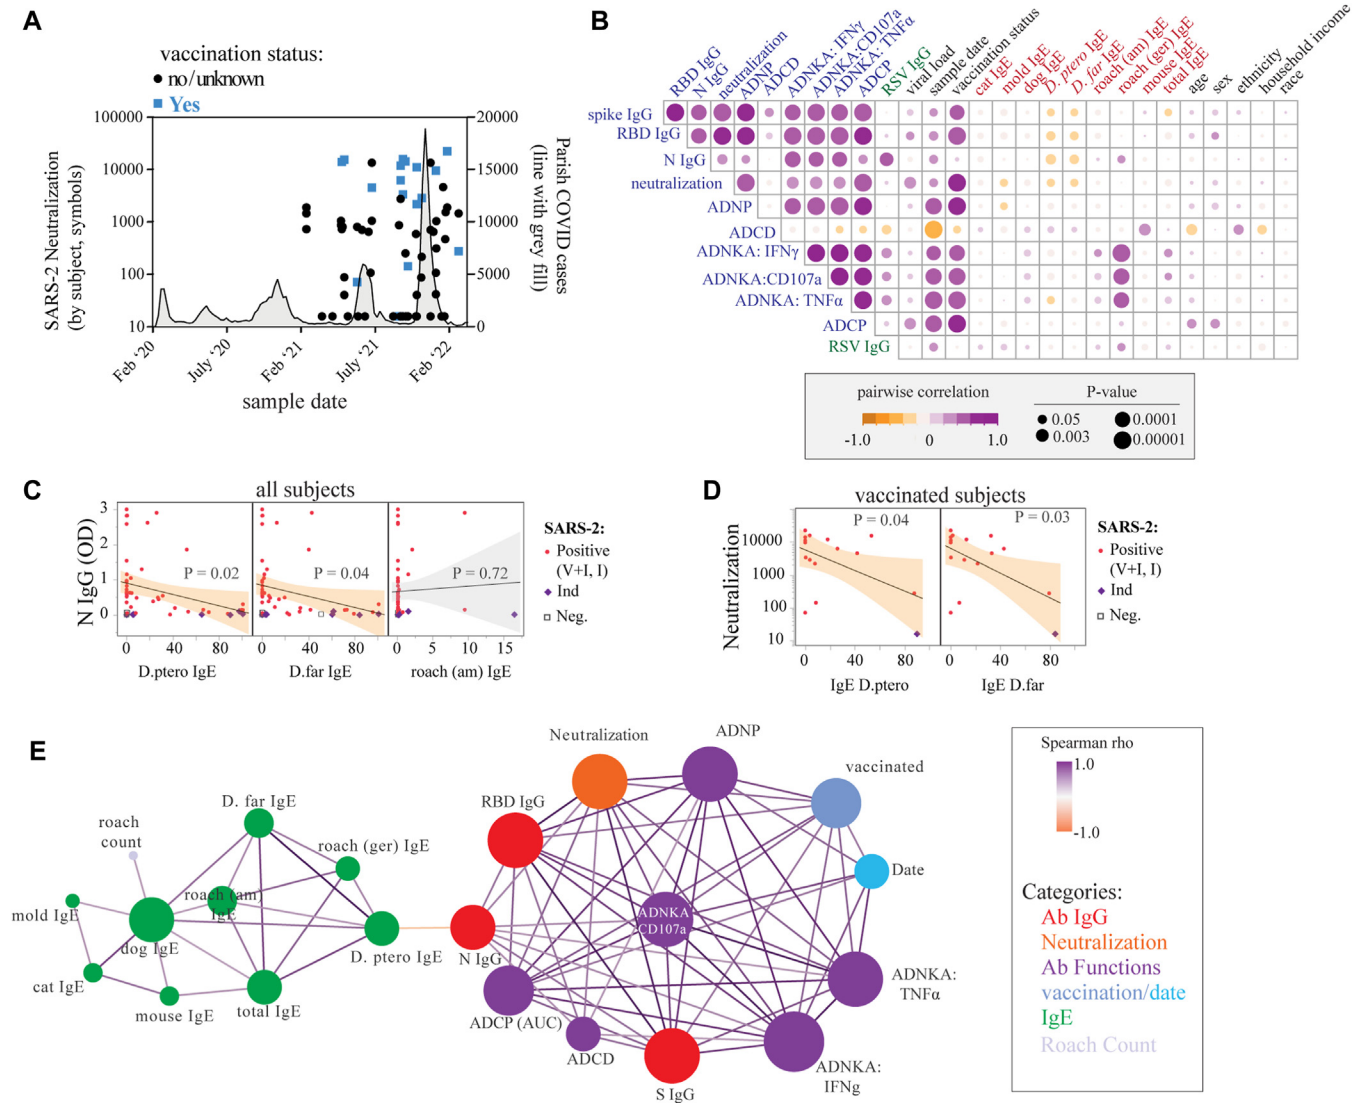 A
vaccination status:
no/unknown
Yes
SARS-2 Neutralization
(by subject, symbols)
100000
10000
1000
100
10
20000
15000
10000
5000
0
Parish COVID cases
(line with grey fill)
Feb ‘20
July ‘20
Feb ‘21
July ‘21
Feb ‘22
sample date
B
RBD IgG
N IgG
neutralization
ADNP
ADCD
ADNKA: IFNγ
ADNKA:CD107a
ADNKA: TNFα
ADCP
RSV IgG
viral load
sample date
vaccination status
cat IgE
mold IgE
dog IgE
D. ptero IgE
D. far IgE
roach (am) IgE
roach (ger) IgE
mouse IgE
total IgE
age
sex
ethnicity
household income
race
spike IgG
RBD IgG
N IgG
neutralization
ADNP
ADCD
ADNKA: IFNγ
ADNKA:CD107a
ADNKA: TNFα
ADCP
RSV IgG
pairwise correlation
-1.0
0
1.0
P-value
0.05
0.0001
0.003
0.00001
C
all subjects
N IgG (OD)
3
2
1
0
P = 0.02
P = 0.04
P = 0.72
0 40 80
0 40 80
0 5 10 15
D.ptero IgE
D.far IgE
roach (am) IgE
SARS-2:
Positive
(V+I, I)
Ind
Neg.
D
vaccinated subjects
Neutralization
10000
1000
100
10
P = 0.04
P = 0.03
0 40 80
0 40 80
IgE D.ptero
IgE D.far
SARS-2:
Positive
(V+I, I)
Ind
Neg.
E
roach
count
D. far IgE
roach (ger) IgE
roach (am)
IgE
mold IgE
dog IgE
D. ptero IgE
cat IgE
mouse IgE
total IgE
Neutralization
ADNP
vaccinated
RBD IgG
Date
ADNKA
CD107a
N IgG
ADNKA:
TNFα
ADCP (AUC)
ADCD
S IgG
ADNKA:
IFNg
Spearman rho
1.0
-1.0
Categories:
Ab IgG
Neutralization
Ab Functions
vaccination/date
IgE
Roach Count